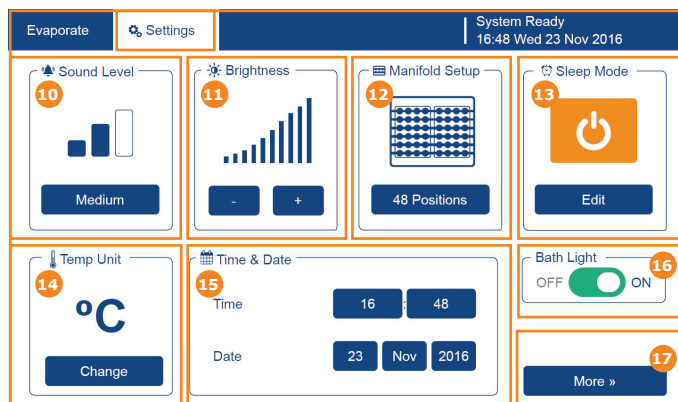 Evaporate
Settings
System Ready
16:48 Wed 23 Nov 2016
Sound Level
10
Medium
Brightness
11
- +
Manifold Setup
12
48 Positions
Sleep Mode
13
Edit
Temp Unit
14
ºC
Change
Time & Date
15
Time 16 : 48
Date 23 Nov 2016
Bath Light
16
OFF ON
17
More »